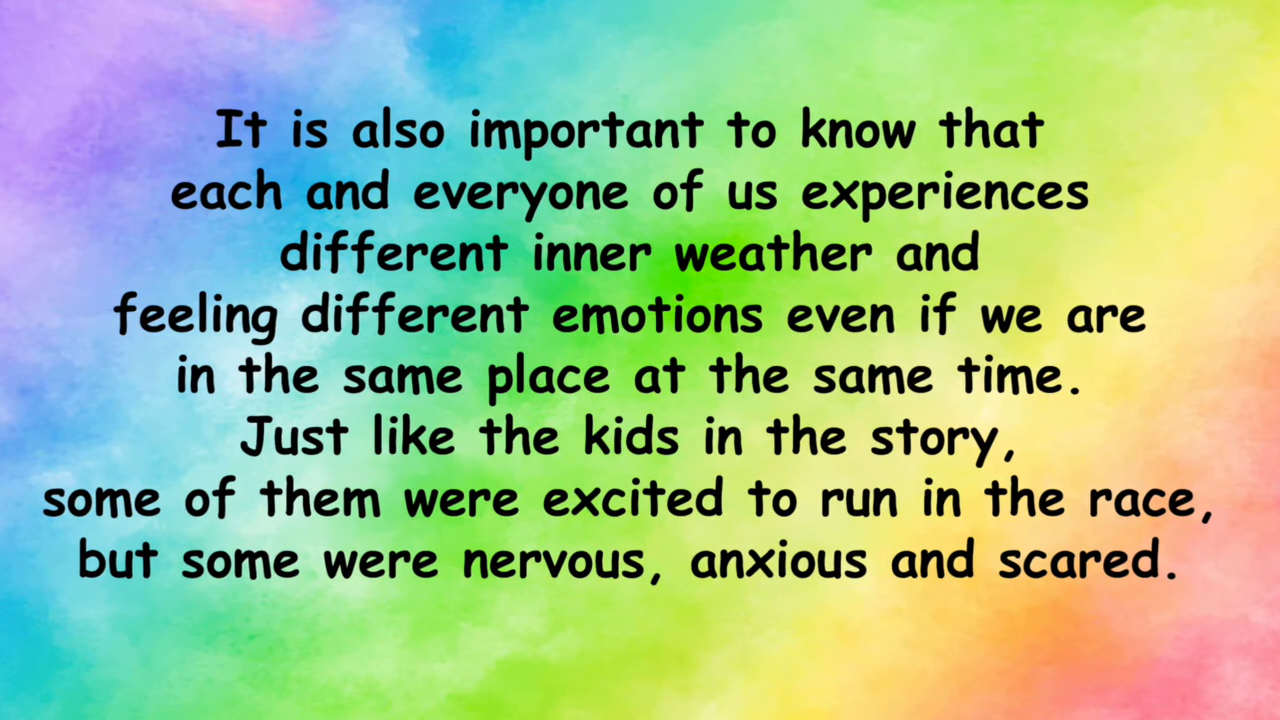 It is also important to know that
each and everyone of us experiences
different inner weather and
feeling different emotions even if we are
in the same place at the same time.
Just like the kids in the story,
some of them were excited to run in the race,
but some were nervous, anxious and scared.